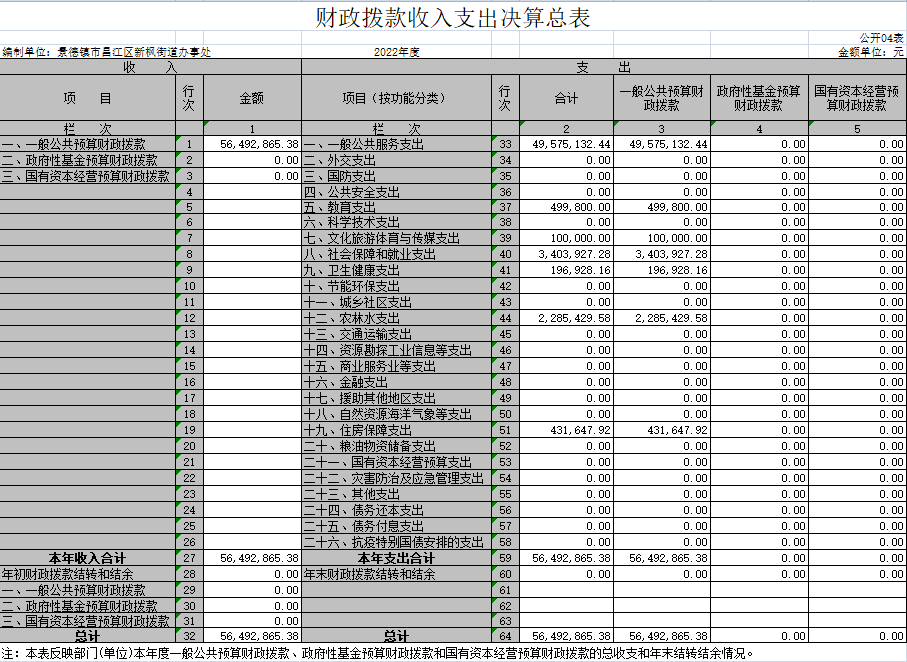 财政拨款收入支出决算总表
公开04表
编制单位：景德镇市昌江区新枫街道办事处 2022年度 金额单位：元
收 入 支 出
项 目 行次 金额 项目（按功能分类） 行次 合计 一般公共预算财政拨款 政府性基金预算财政拨款 国有资本经营预算财政拨款
栏 次 1 栏 次 2 3 4 5
一、一般公共预算财政拨款 1 56,492,865.38 一、一般公共服务支出 33 49,575,132.44 49,575,132.44 0.00 0.00
二、政府性基金预算财政拨款 2 0.00 二、外交支出 34 0.00 0.00 0.00 0.00
三、国有资本经营预算财政拨款 3 0.00 三、国防支出 35 0.00 0.00 0.00 0.00
4 四、公共安全支出 36 0.00 0.00 0.00 0.00
5 五、教育支出 37 499,800.00 499,800.00 0.00 0.00
6 六、科学技术支出 38 0.00 0.00 0.00 0.00
7 七、文化旅游体育与传媒支出 39 100,000.00 100,000.00 0.00 0.00
8 八、社会保障和就业支出 40 3,403,927.28 3,403,927.28 0.00 0.00
9 九、卫生健康支出 41 196,928.16 196,928.16 0.00 0.00
10 十、节能环保支出 42 0.00 0.00 0.00 0.00
11 十一、城乡社区支出 43 0.00 0.00 0.00 0.00
12 十二、农林水支出 44 2,285,429.58 2,285,429.58 0.00 0.00
13 十三、交通运输支出 45 0.00 0.00 0.00 0.00
14 十四、资源勘探工业信息等支出 46 0.00 0.00 0.00 0.00
15 十五、商业服务业等支出 47 0.00 0.00 0.00 0.00
16 十六、金融支出 48 0.00 0.00 0.00 0.00
17 十七、援助其他地区支出 49 0.00 0.00 0.00 0.00
18 十八、自然资源海洋气象等支出 50 0.00 0.00 0.00 0.00
19 十九、住房保障支出 51 431,647.92 431,647.92 0.00 0.00
20 二十、粮油物资储备支出 52 0.00 0.00 0.00 0.00
21 二十一、国有资本经营预算支出 53 0.00 0.00 0.00 0.00
22 二十二、灾害防治及应急管理支出 54 0.00 0.00 0.00 0.00
23 二十三、其他支出 55 0.00 0.00 0.00 0.00
24 二十四、债务还本支出 56 0.00 0.00 0.00 0.00
25 二十五、债务付息支出 57 0.00 0.00 0.00 0.00
26 二十六、抗疫特别国债安排的支出 58 0.00 0.00 0.00 0.00
本年收入合计 27 56,492,865.38 本年支出合计 59 56,492,865.38 56,492,865.38 0.00 0.00
年初财政拨款结转和结余 28 0.00 年末财政拨款结转和结余 60 0.00 0.00 0.00 0.00
一、一般公共预算财政拨款 29 0.00 61
二、政府性基金预算财政拨款 30 0.00 62
三、国有资本经营预算财政拨款 31 0.00 63
总计 32 56,492,865.38 总计 64 56,492,865.38 56,492,865.38 0.00 0.00
注：本表反映部门(单位)本年度一般公共预算财政拨款、政府性基金预算财政拨款和国有资本经营预算财政拨款的总收支和年末结转结余情况。